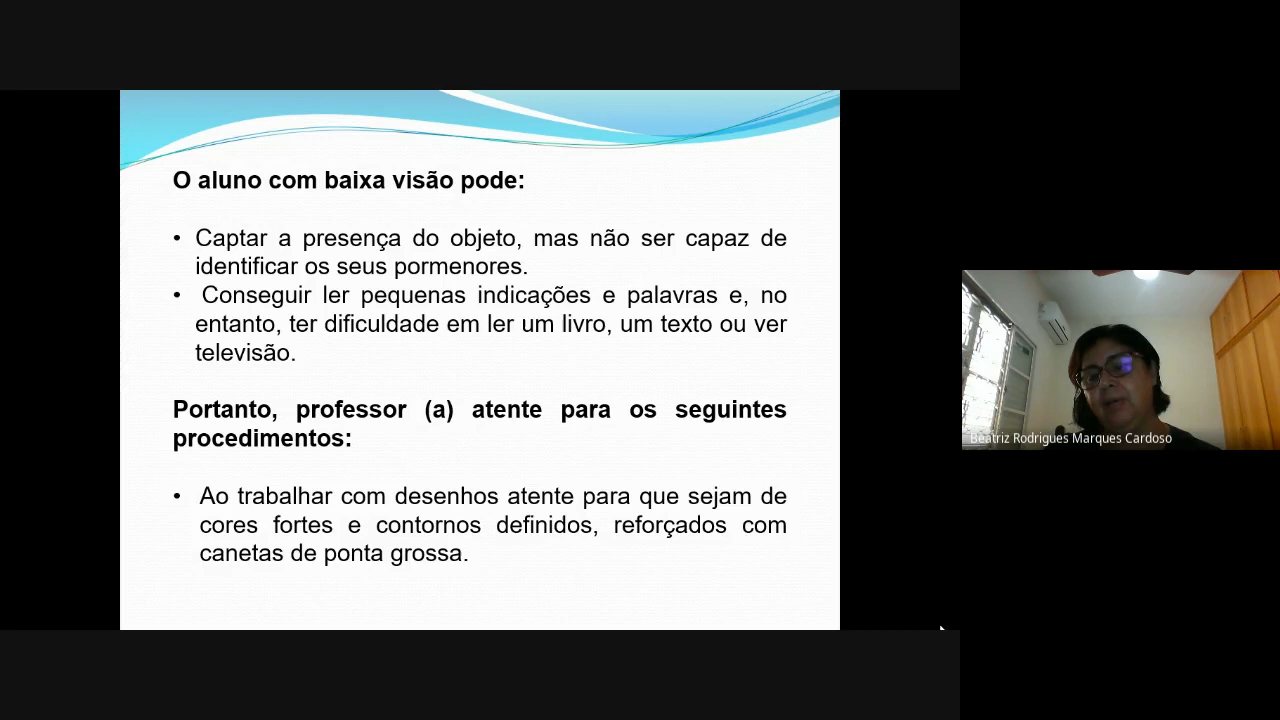 O aluno com baixa visão pode:
• Captar a presença do objeto, mas não ser capaz de
identificar os seus pormenores.
• Conseguir ler pequenas indicações e palavras e, no
entanto, ter dificuldade em ler um livro, um texto ou ver
televisão.
Portanto, professor (a) atente para os seguintes
procedimentos:
• Ao trabalhar com desenhos atente para que sejam de
cores fortes e contornos definidos, reforçados com
canetas de ponta grossa.
Beatriz Rodrigues Marques Cardoso